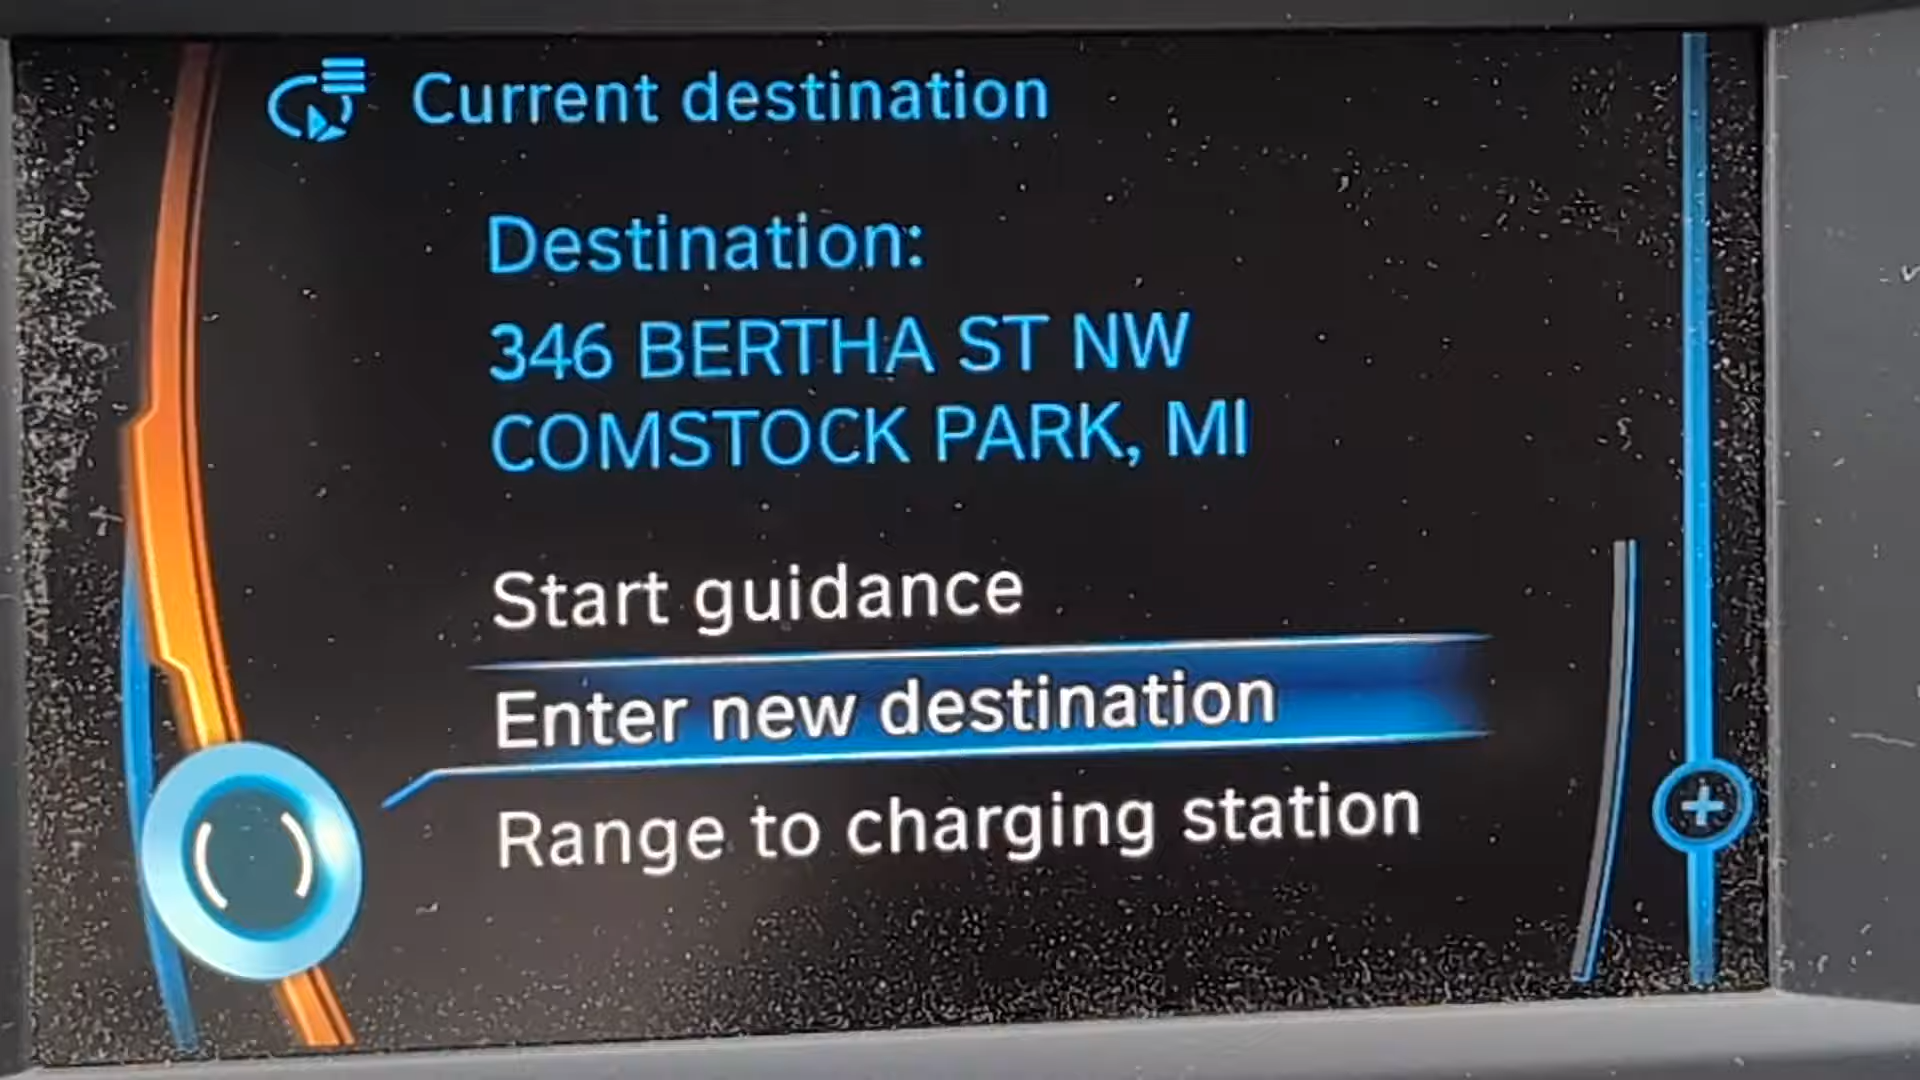 Current destination
Destination:
346 BERTHA ST NW
COMSTOCK PARK, MI
Start guidance
Enter new destination
Range to charging station